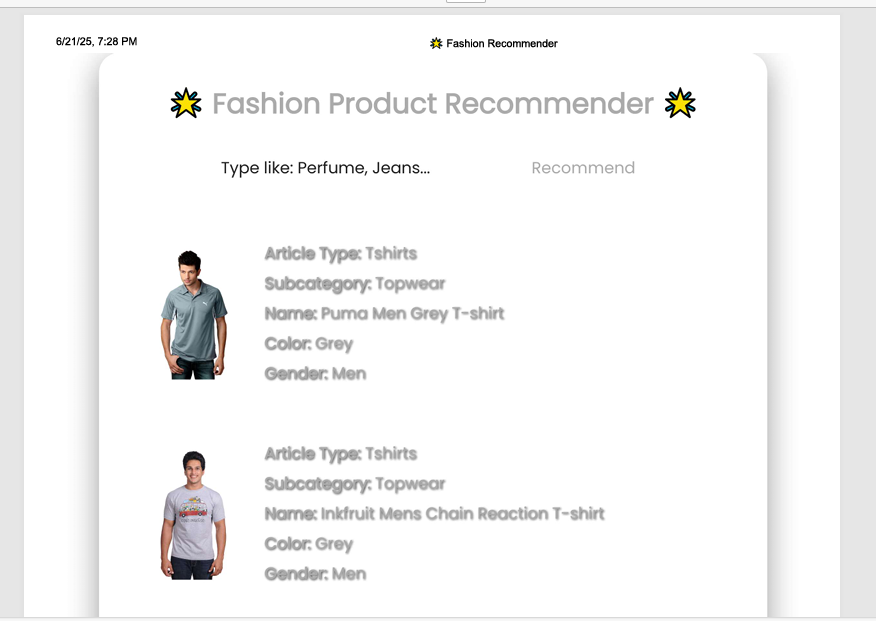 6/21/25, 7:28 PM
Fashion Recommender
Fashion Product Recommender
Type like: Perfume, Jeans...
Recommend
Article Type: Tshirts
Subcategory: Topwear
Name: Puma Men Grey T-shirt
Color: Grey
Gender: Men
Article Type: Tshirts
Subcategory: Topwear
Name: Inkfruit Mens Chain Reaction T-shirt
Color: Grey
Gender: Men